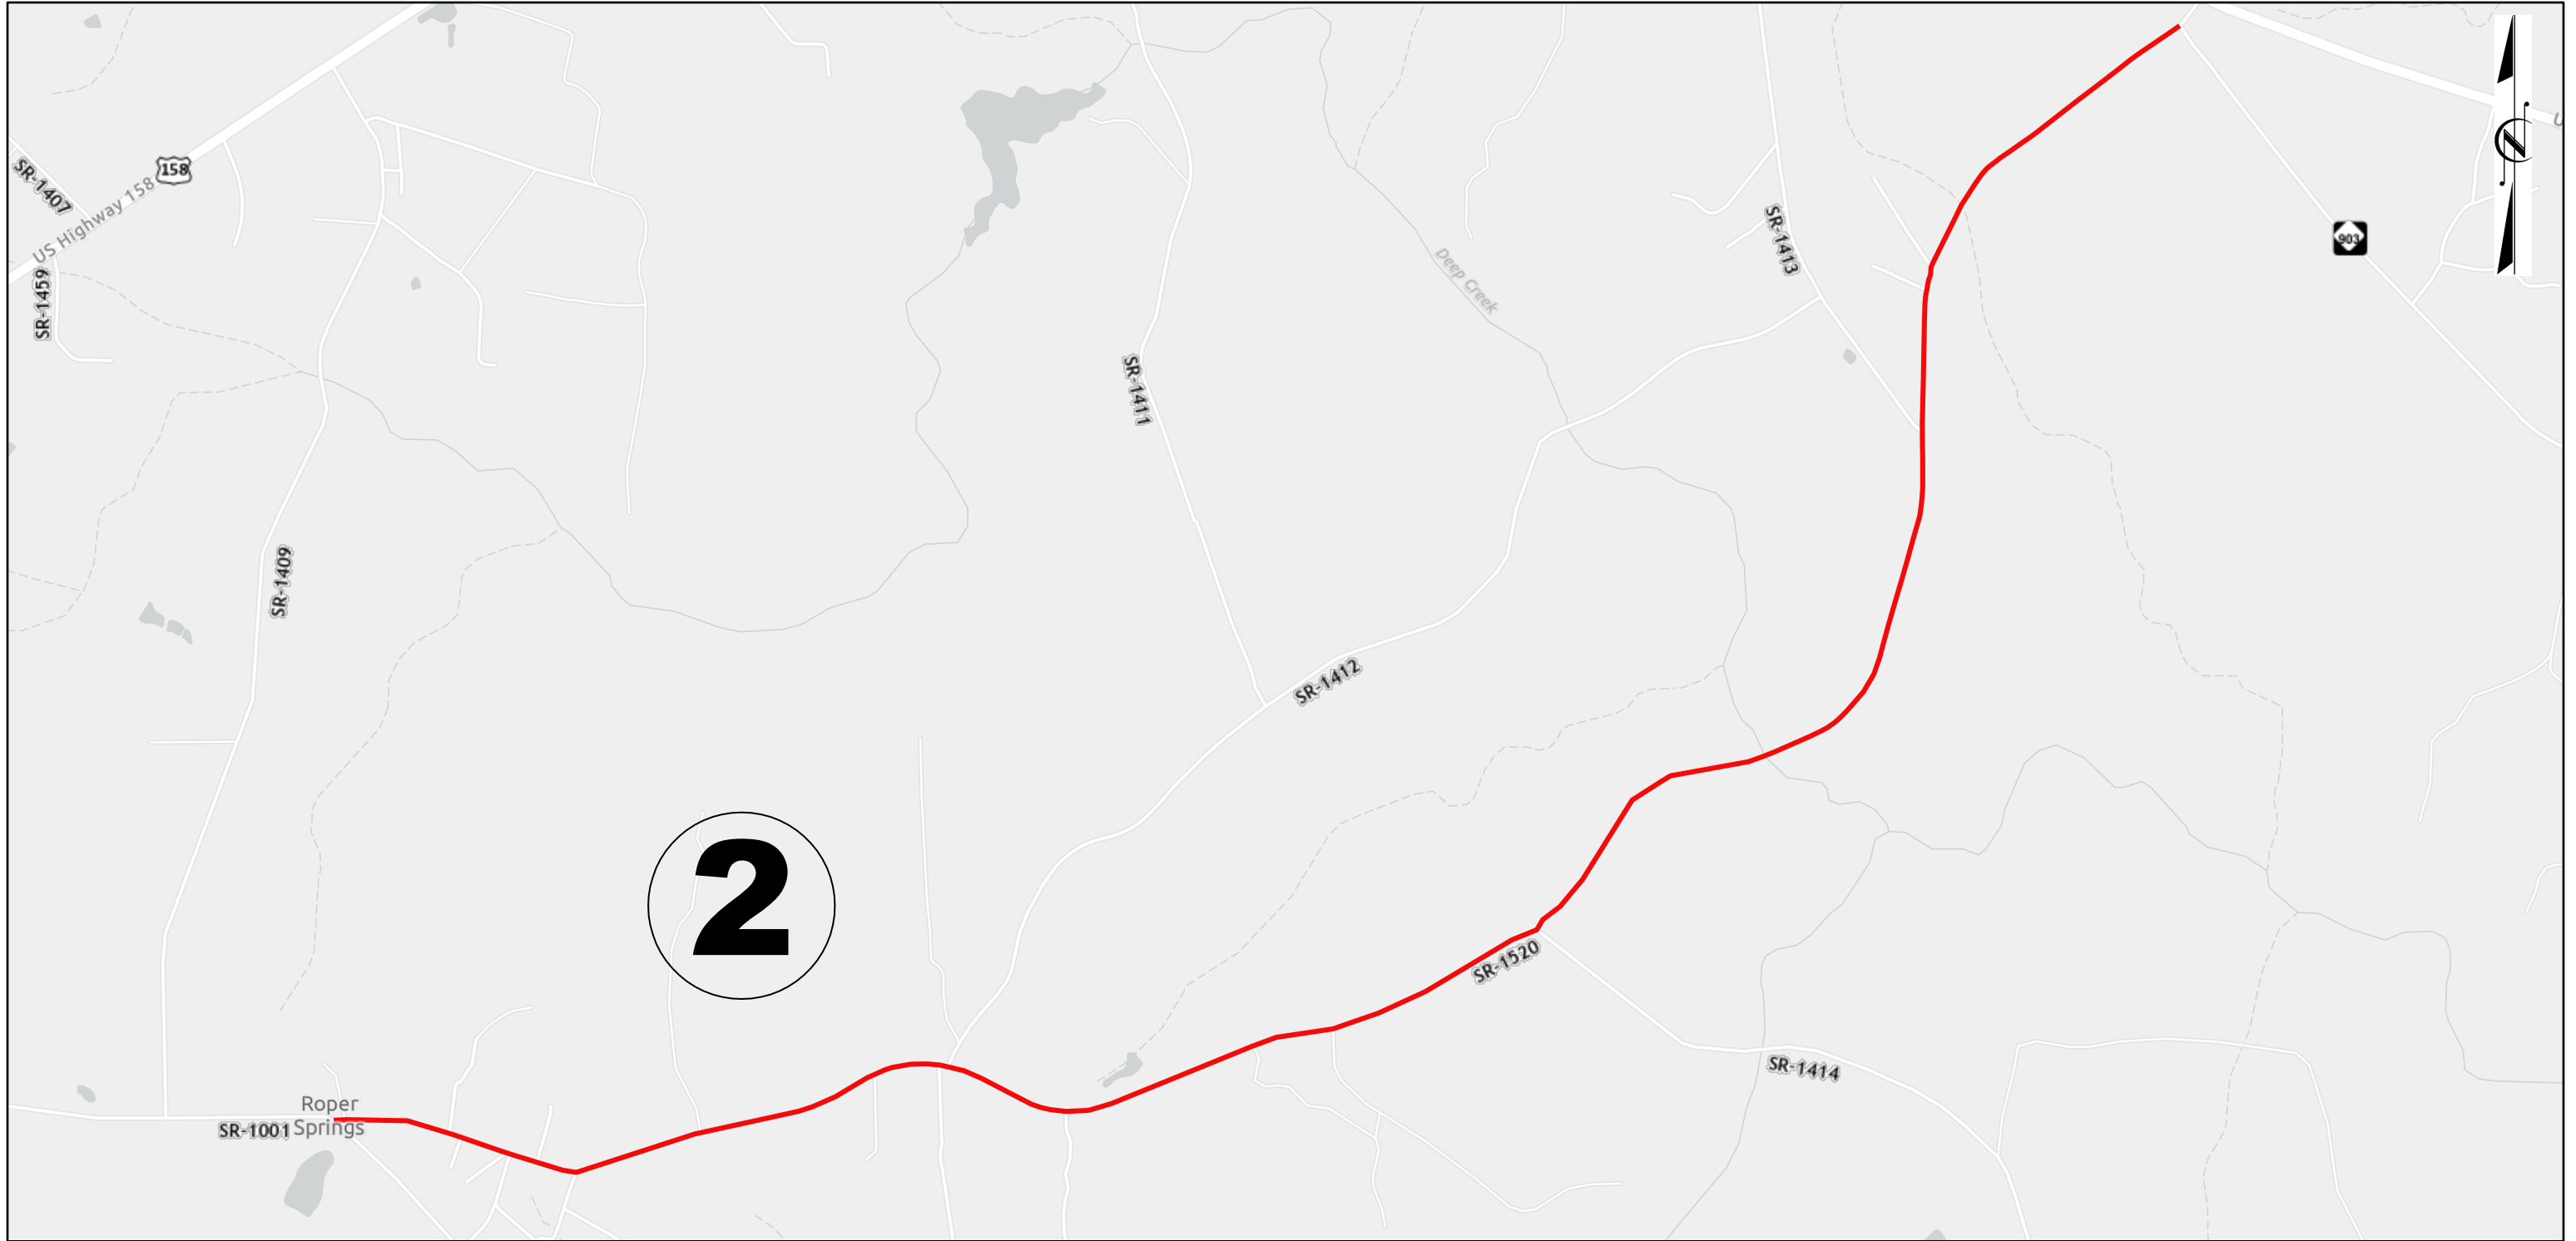 158
SR-1407
US Highway 158
SR-1459
SR-1413
903
N
Deep Creek
SR-1411
SR-1409
SR-1412
2
SR-1520
SR-1414
Roper
Springs
SR-1001
U